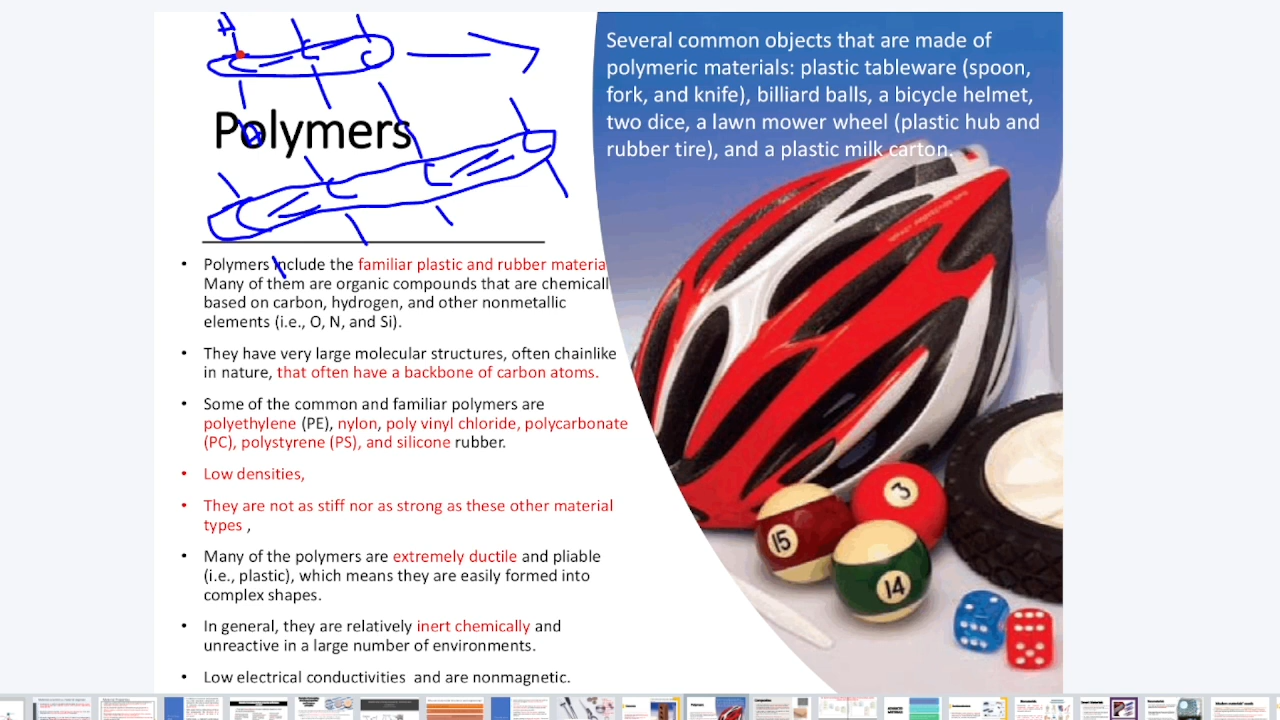 Several common objects that are made of
polymeric materials: plastic tableware (spoon,
fork, and knife), billiard balls, a bicycle helmet,
two dice, a lawn mower wheel (plastic hub and
rubber tire), and a plastic milk carton.
H
C C C
Polymers
C C C C
• Polymers include the familiar plastic and rubber materia
Many of them are organic compounds that are chemicall
based on carbon, hydrogen, and other nonmetallic
elements (i.e., O, N, and Si).
• They have very large molecular structures, often chainlike
in nature, that often have a backbone of carbon atoms.
• Some of the common and familiar polymers are
polyethylene (PE), nylon, poly vinyl chloride, polycarbonate
(PC), polystyrene (PS), and silicone rubber.
• Low densities,
• They are not as stiff nor as strong as these other material
types ,
• Many of the polymers are extremely ductile and pliable
(i.e., plastic), which means they are easily formed into
complex shapes.
• In general, they are relatively inert chemically and
unreactive in a large number of environments.
• Low electrical conductivities and are nonmagnetic.
3
15
14